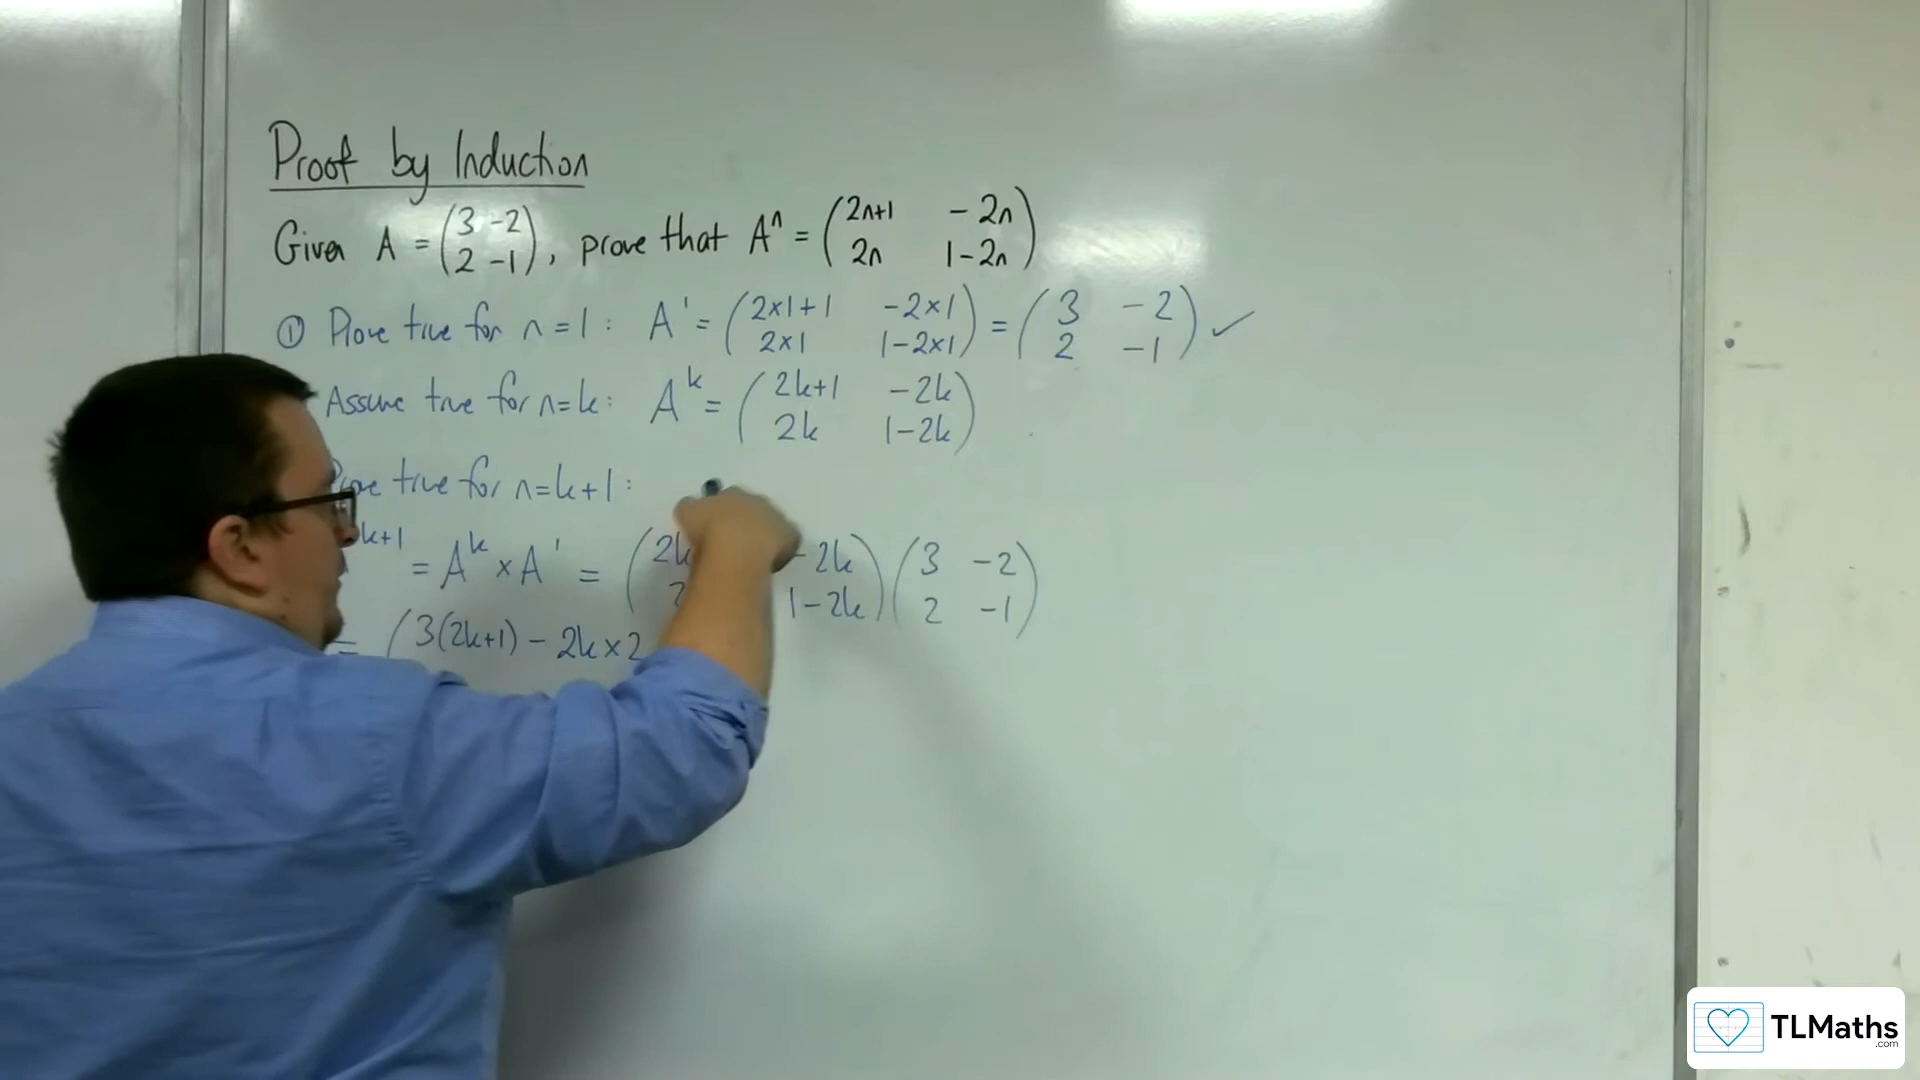 Proof by Induction
Given A = (3 -2 / 2 -1), prove that Aⁿ = (2n+1 -2n / 2n 1-2n)
① Prove true for n=1: A¹ = (2×1+1 -2×1 / 2×1 1-2×1) = (3 -2 / 2 -1) ✓
Assume true for n=k: Aᵏ = (2k+1 -2k / 2k 1-2k)
true for n=k+1:
k+1 = Aᵏ × A¹ = (2k -2k / 1-2k)(3 -2 / 2 -1)
= (3(2k+1) - 2k×2
TLMaths
.com